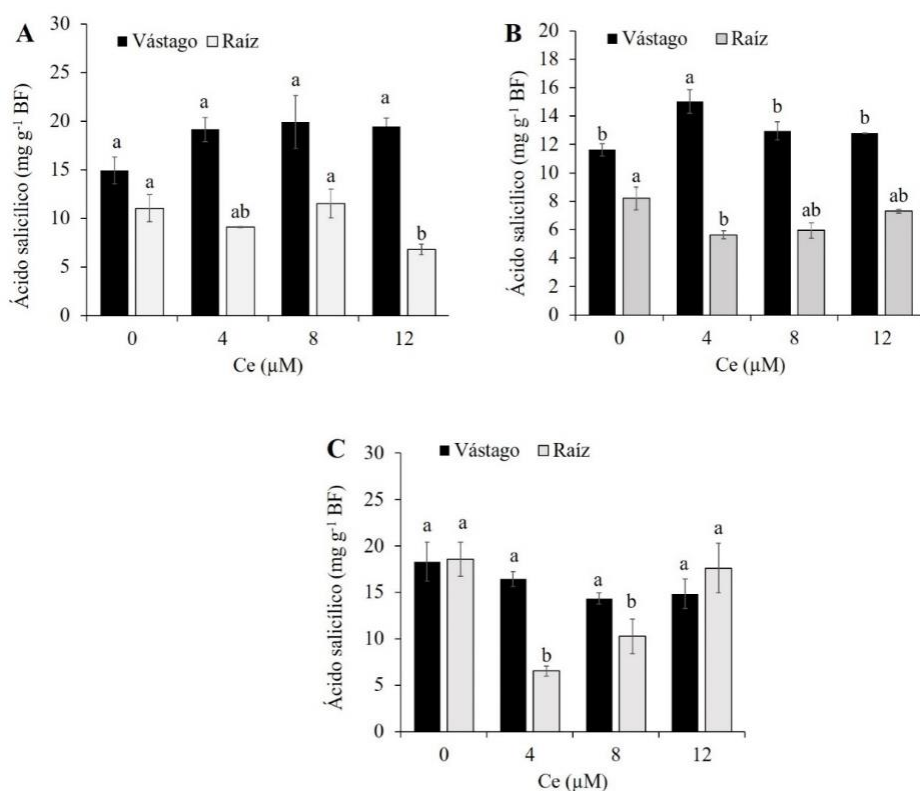 A
Vástago Raíz
Ácido salicílico (mg g-1 BF)
30
25
20
15
10
5
0
a a a a
a ab a b
0 4 8 12
Ce (µM)
B
Vástago Raíz
Ácido salicílico (mg g-1 BF)
20
18
16
14
12
10
8
6
4
2
0
b a b b
a b ab ab
0 4 8 12
Ce (µM)
C
Vástago Raíz
Ácido salicílico (mg g-1 BF)
30
25
20
15
10
5
0
a a a a
a b b a
0 4 8 12
Ce (µM)